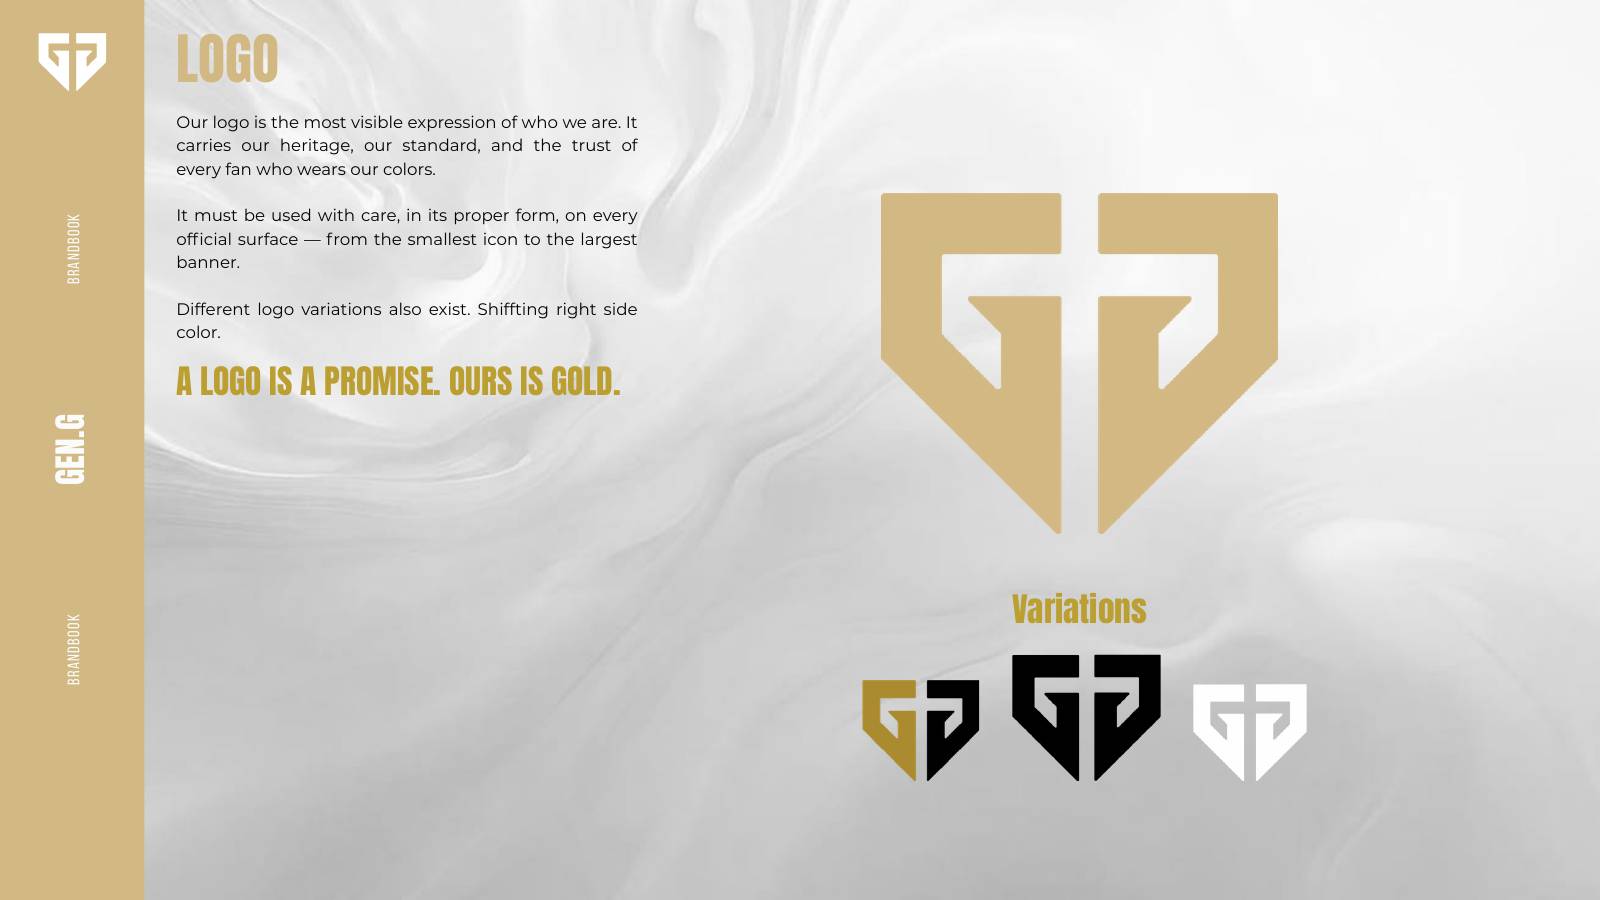 LOGO
Our logo is the most visible expression of who we are. It
carries our heritage, our standard, and the trust of
every fan who wears our colors.
It must be used with care, in its proper form, on every
official surface — from the smallest icon to the largest
banner.
Different logo variations also exist. Shiffting right side
color.
A LOGO IS A PROMISE. OURS IS GOLD.
BRANDBOOK
GEN.G
BRANDBOOK
Variations